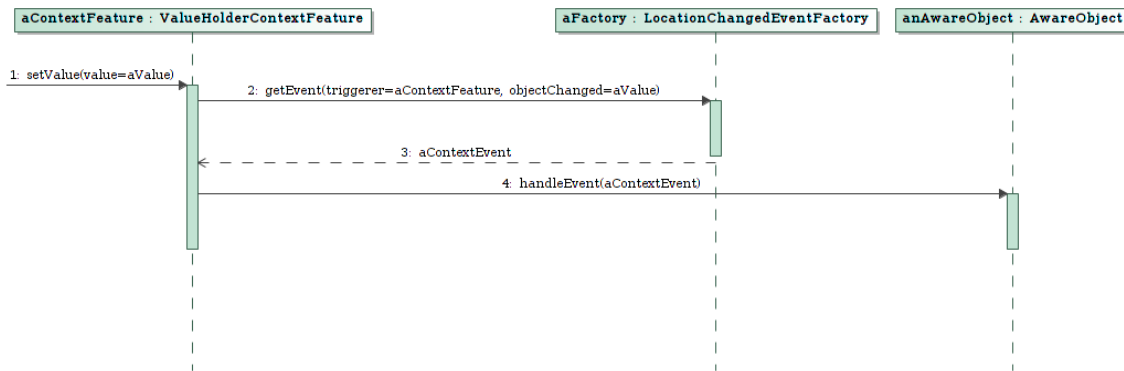 aContextFeature : ValueHolderContextFeature
aFactory : LocationChangedEventFactory
anAwareObject : AwareObject
1: setValue(value=aValue)
2: getEvent(triggerer=aContextFeature, objectChanged=aValue)
3: aContextEvent
4: handleEvent(aContextEvent)